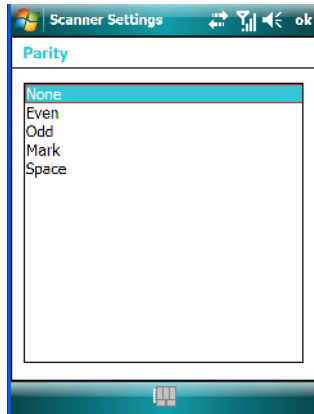 Scanner Settings ok
Parity
None
Even
Odd
Mark
Space